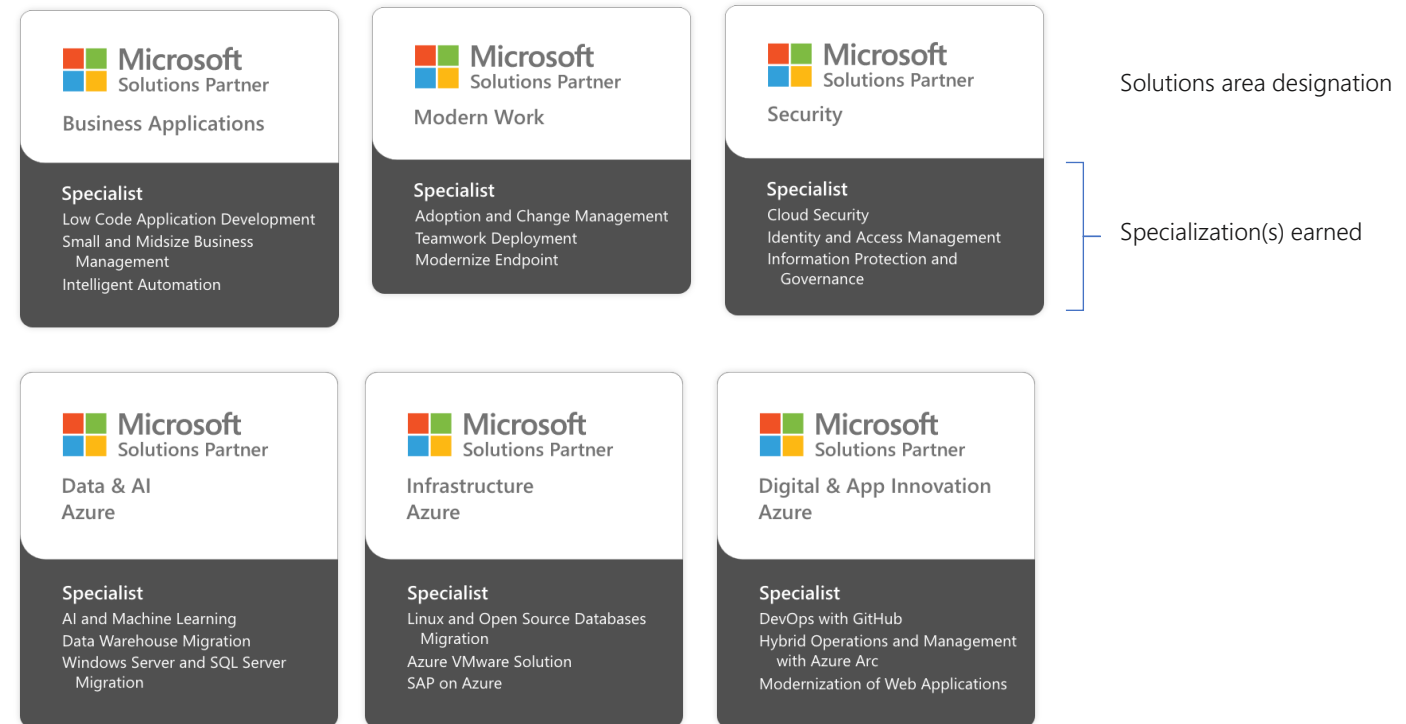 Microsoft
Solutions Partner
Business Applications
Specialist
Low Code Application Development
Small and Midsize Business
Management
Intelligent Automation
Microsoft
Solutions Partner
Modern Work
Specialist
Adoption and Change Management
Teamwork Deployment
Modernize Endpoint
Microsoft
Solutions Partner
Security
Specialist
Cloud Security
Identity and Access Management
Information Protection and
Governance
Solutions area designation
Specialization(s) earned
Microsoft
Solutions Partner
Data & AI
Azure
Specialist
AI and Machine Learning
Data Warehouse Migration
Windows Server and SQL Server
Migration
Microsoft
Solutions Partner
Infrastructure
Azure
Specialist
Linux and Open Source Databases
Migration
Azure VMware Solution
SAP on Azure
Microsoft
Solutions Partner
Digital & App Innovation
Azure
Specialist
DevOps with GitHub
Hybrid Operations and Management
with Azure Arc
Modernization of Web Applications